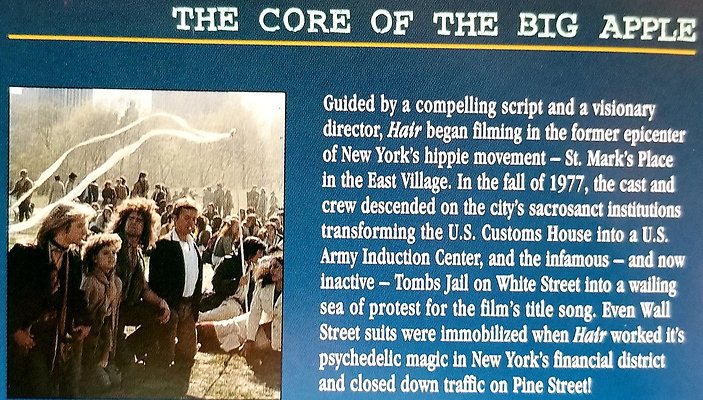 THE CORE OF THE BIG APPLE
Guided by a compelling script and a visionary
director, Hair began filming in the former epicenter
of New York's hippie movement – St. Mark's Place
in the East Village. In the fall of 1977, the cast and
crew descended on the city's sacrosanct institutions
transforming the U.S. Customs House into a U.S.
Army Induction Center, and the infamous – and now
inactive – Tombs Jail on White Street into a wailing
sea of protest for the film's title song. Even Wall
Street suits were immobilized when Hair worked it's
psychedelic magic in New York's financial district
and closed down traffic on Pine Street!